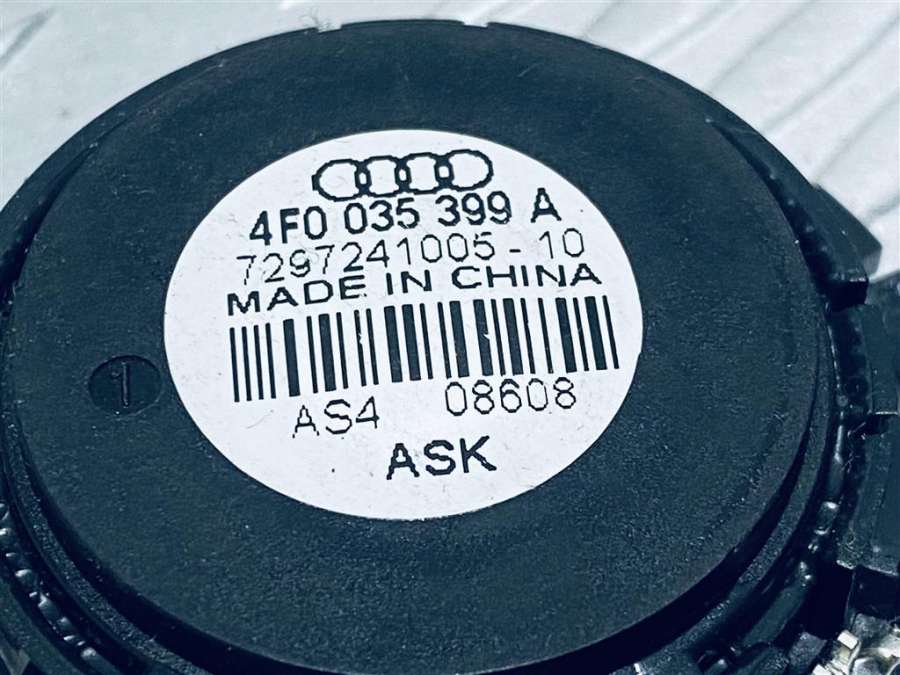 4F0 035 399 A
7297241005-10
MADE IN CHINA
AS4 08608
ASK
1